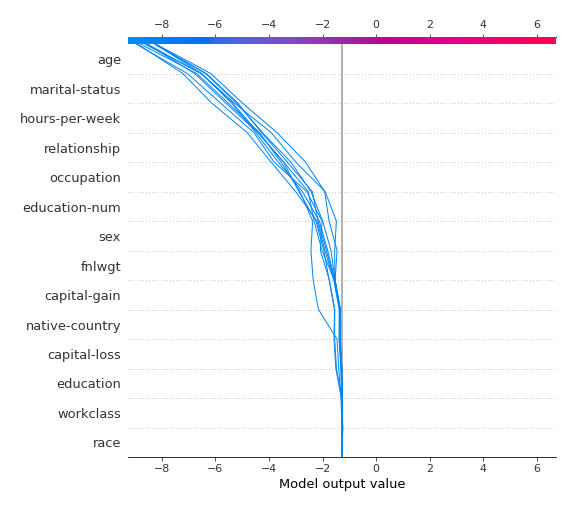 −8 −6 −4 −2 0 2 4 6
age
marital-status
hours-per-week
relationship
occupation
education-num
sex
fnlwgt
capital-gain
native-country
capital-loss
education
workclass
race
−8 −6 −4 −2 0 2 4 6
Model output value